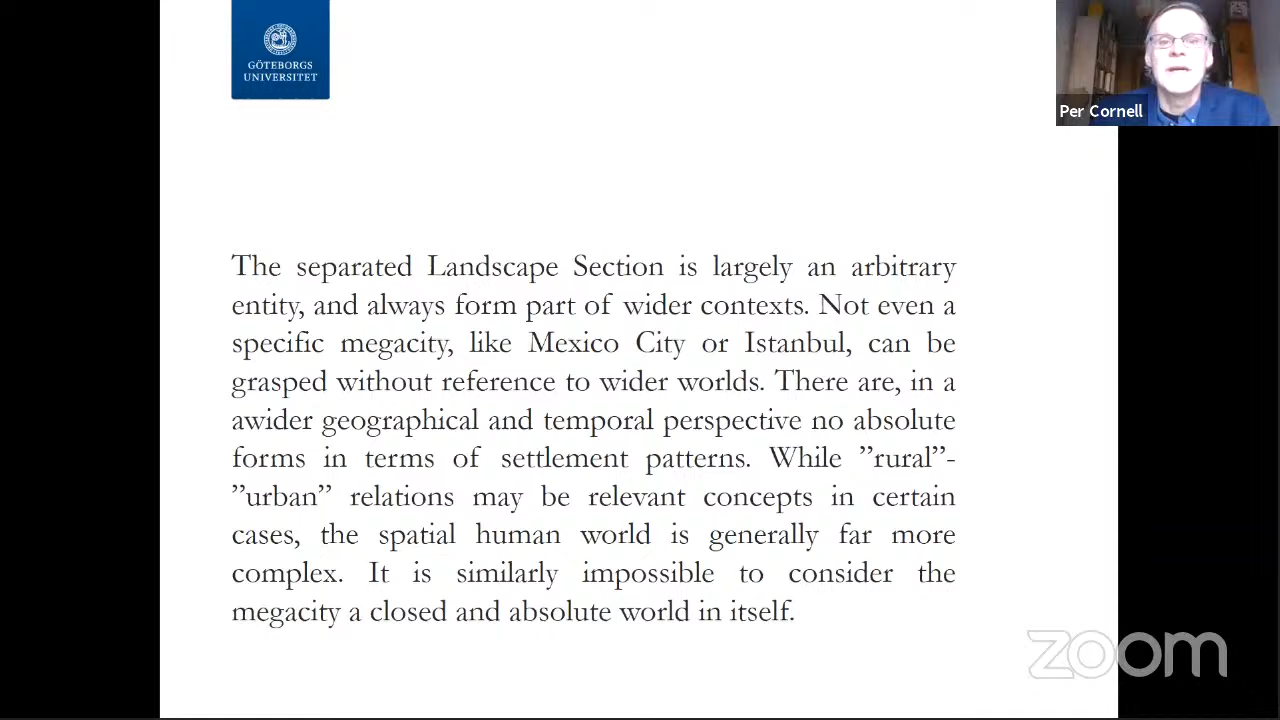 GÖTEBORGS
UNIVERSITET
Per Cornell
The separated Landscape Section is largely an arbitrary
entity, and always form part of wider contexts. Not even a
specific megacity, like Mexico City or Istanbul, can be
grasped without reference to wider worlds. There are, in a
awider geographical and temporal perspective no absolute
forms in terms of settlement patterns. While ”rural”-
”urban” relations may be relevant concepts in certain
cases, the spatial human world is generally far more
complex. It is similarly impossible to consider the
megacity a closed and absolute world in itself.
zoom